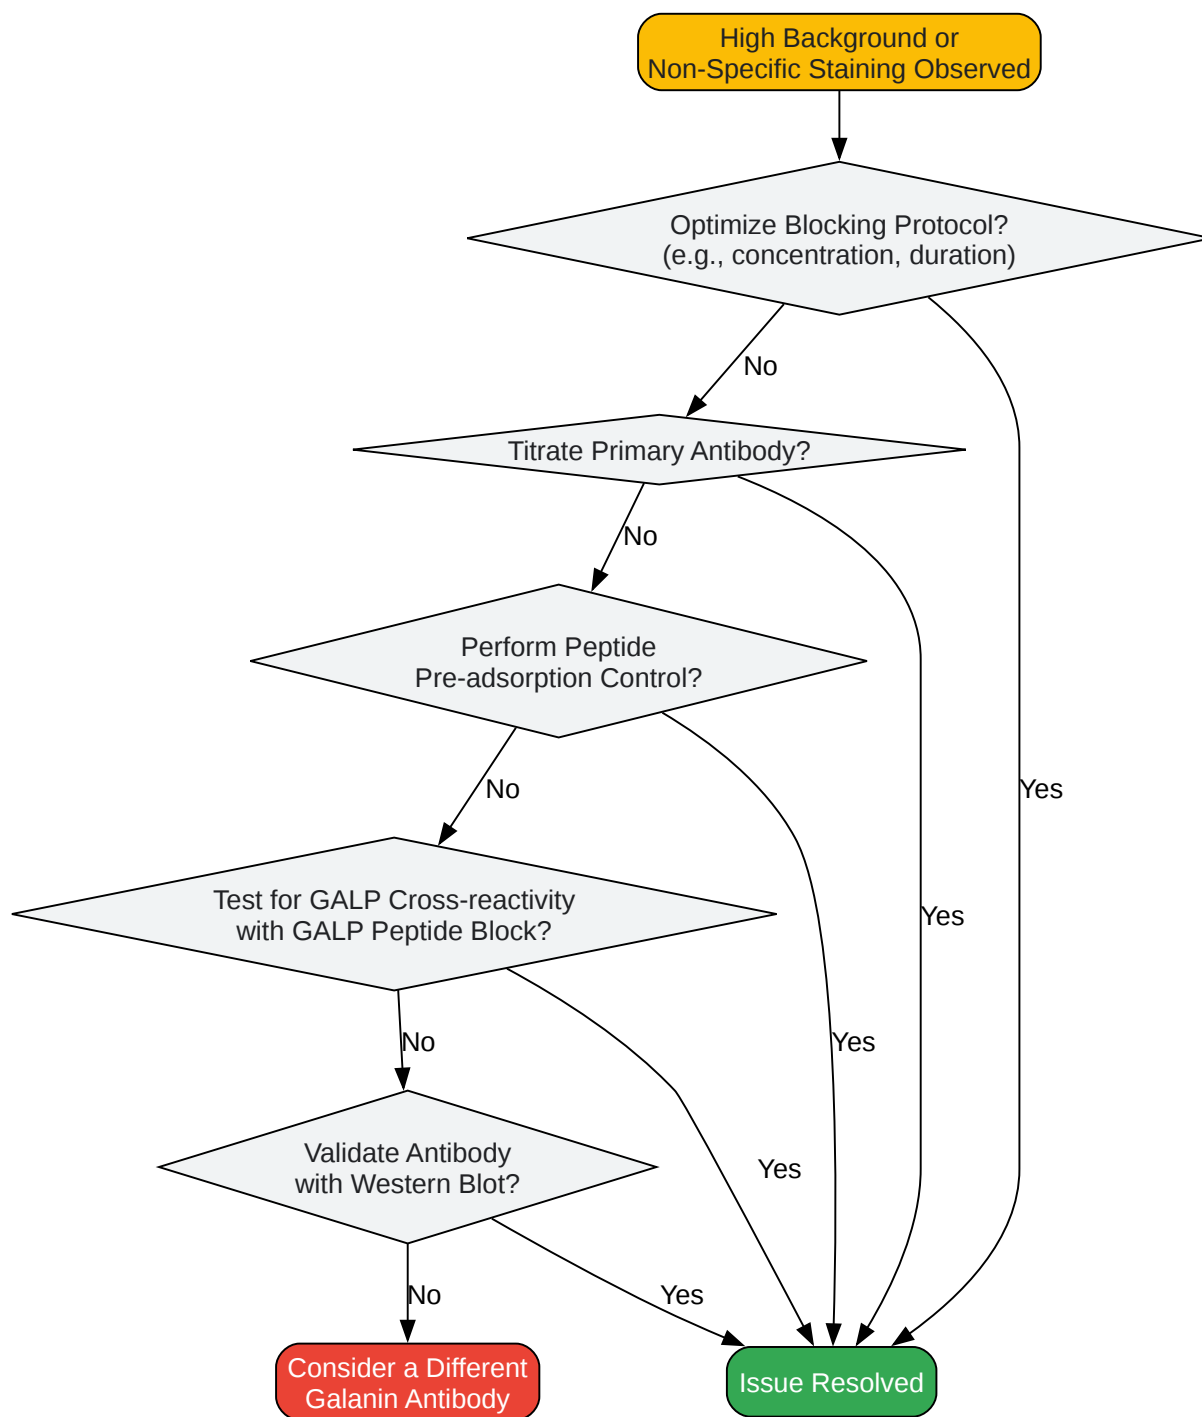 High Background or
Non-Specific Staining Observed
Optimize Blocking Protocol?
(e.g., concentration, duration)
No
Titrate Primary Antibody?
No
Perform Peptide
Pre-adsorption Control?
No
Yes
Test for GALP Cross-reactivity
with GALP Peptide Block?
Yes
No
Yes
Validate Antibody
with Western Blot?
Yes
No
Yes
Consider a Different
Galanin Antibody
Issue Resolved